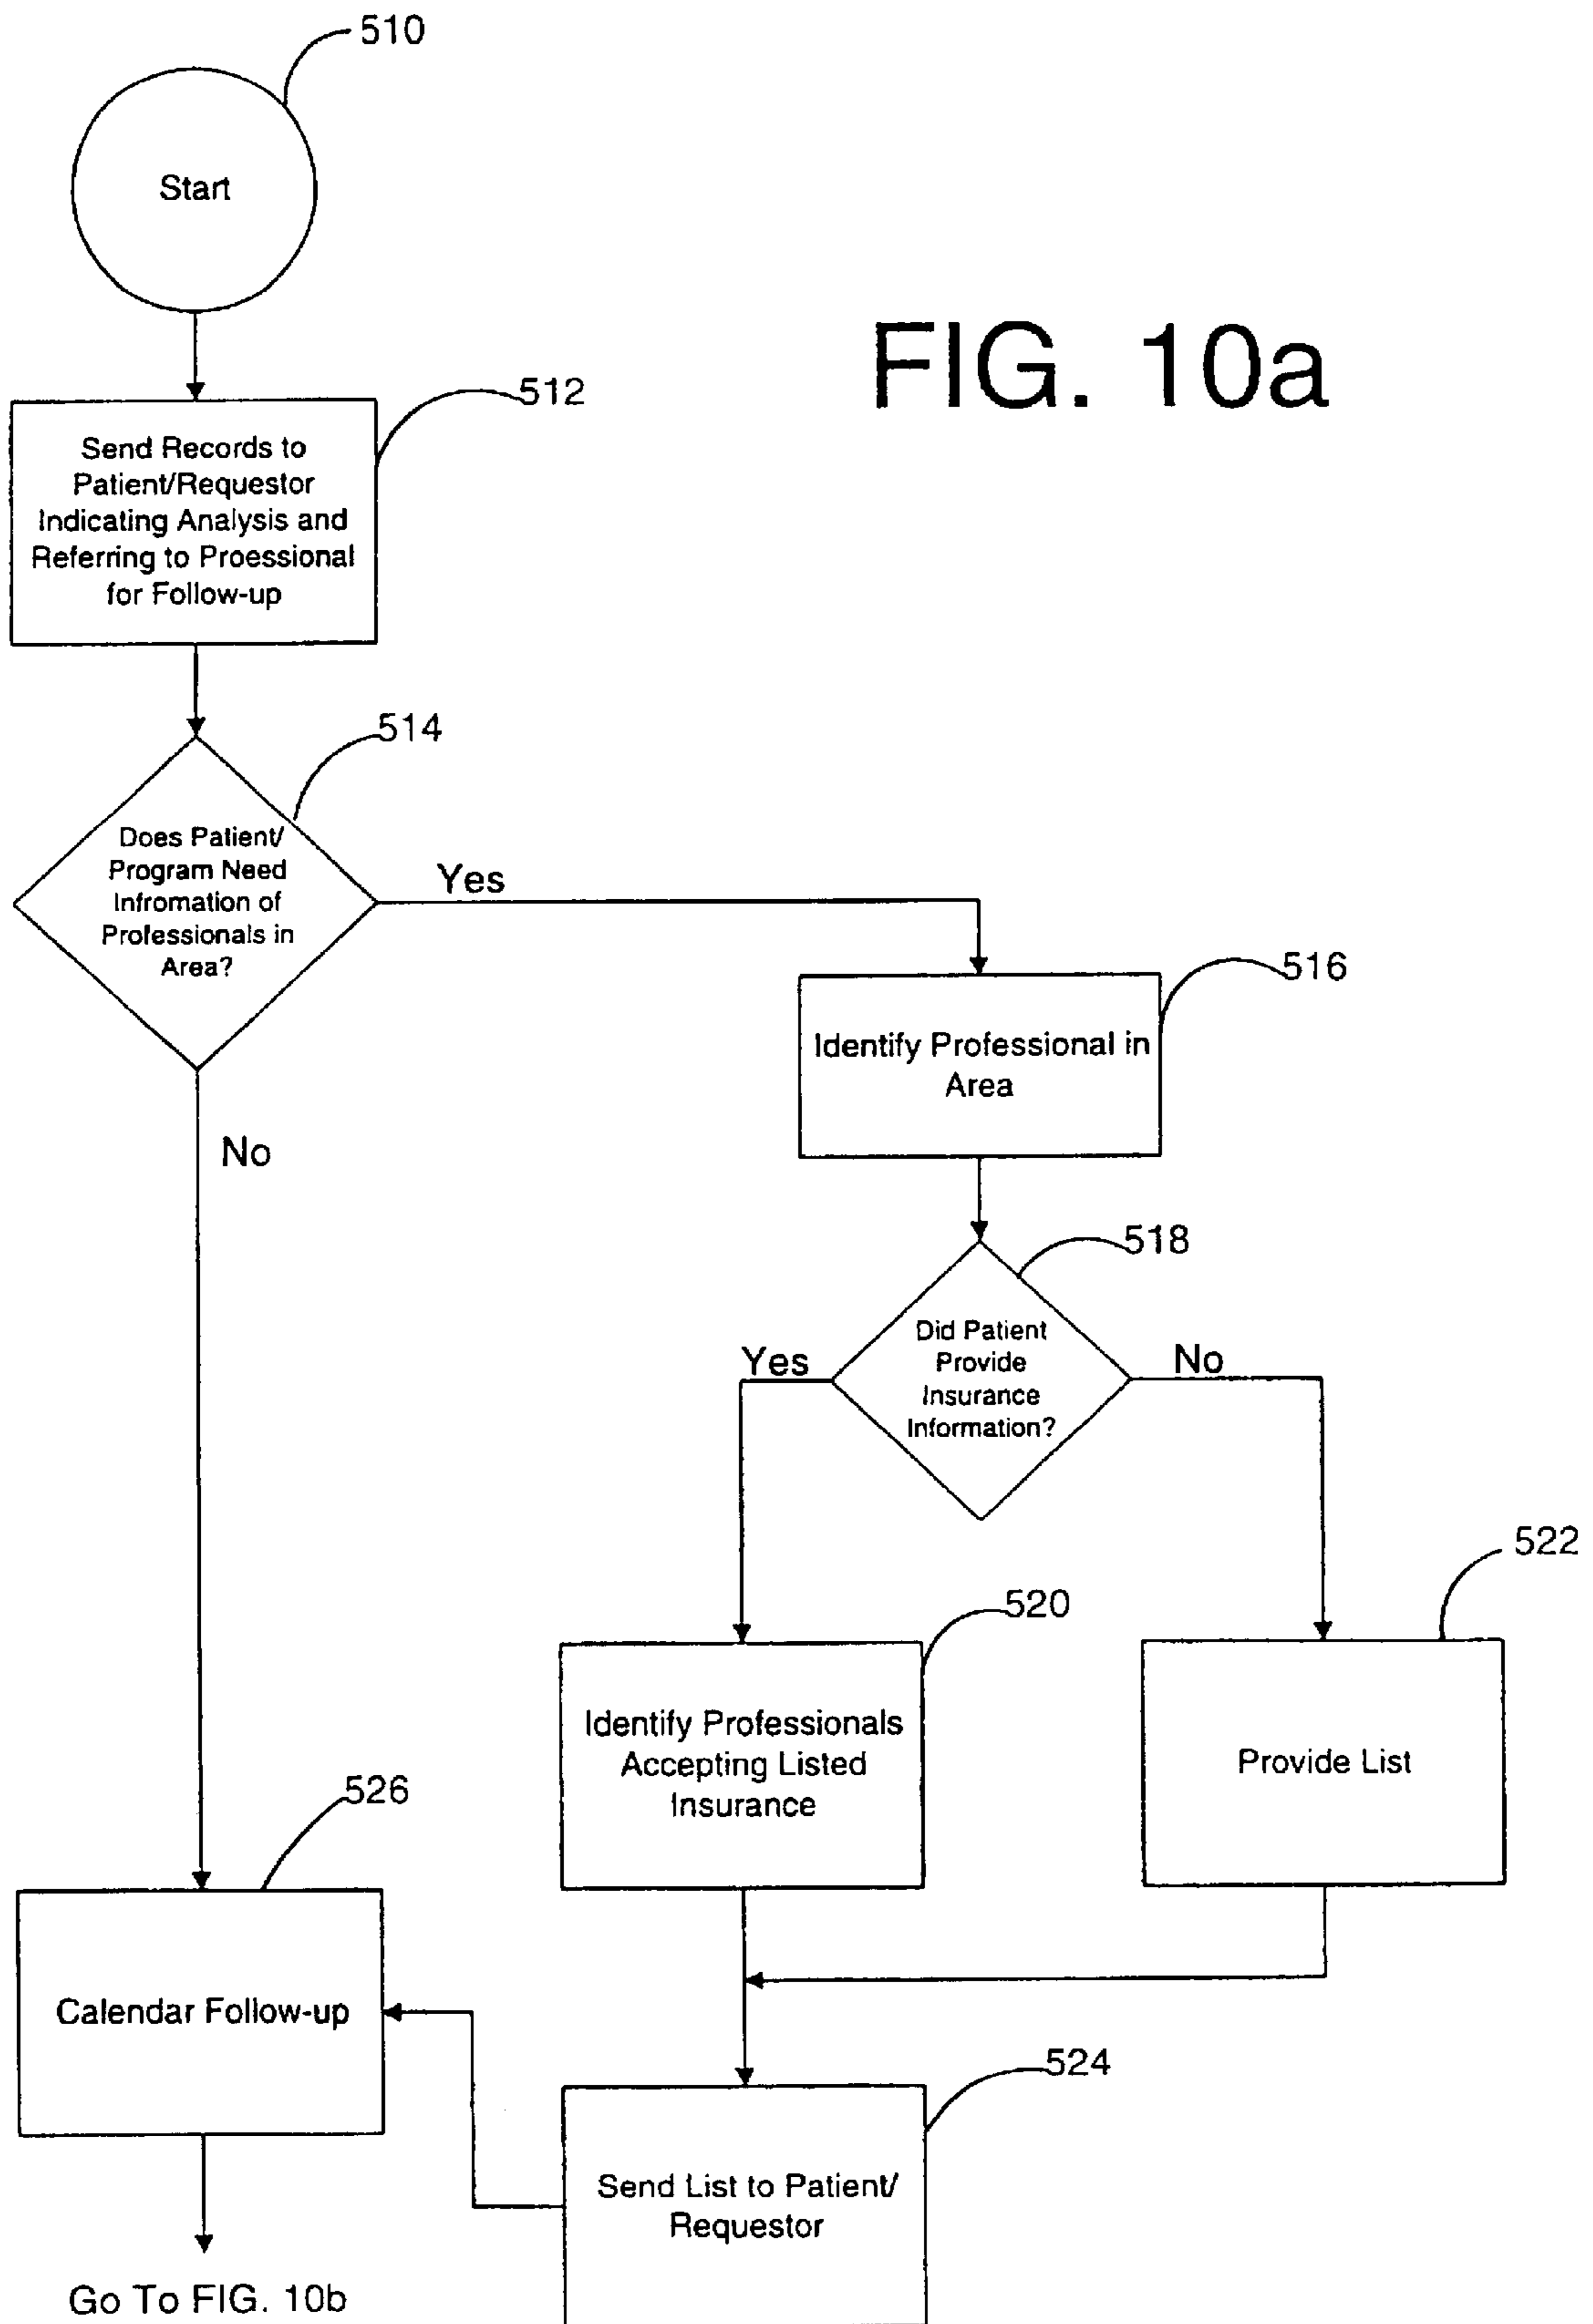 510
Start
FIG. 10a
512
Send Records to
Patient/Requestor
Indicating Analysis and
Referring to Proessional
for Follow-up
514
Does Patient/
Program Need
Infromation of
Professionals in
Area?
Yes
No
516
Identify Professional in
Area
518
Did Patient
Provide
Insurance
Information?
Yes
No
520
Identify Professionals
Accepting Listed
Insurance
522
Provide List
526
Calendar Follow-up
524
Send List to Patient/
Requestor
Go To FIG. 10b